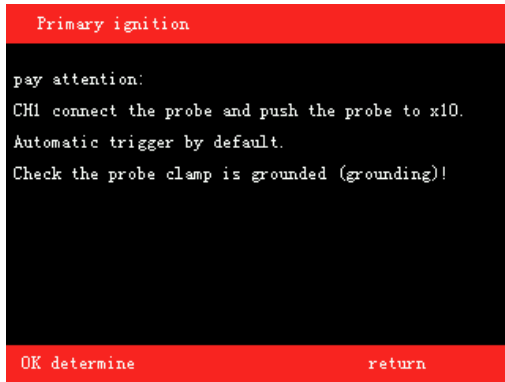 Primary ignition
pay attention:
CH1 connect the probe and push the probe to x10.
Automatic trigger by default.
Check the probe clamp is grounded (grounding)!
OK determine return